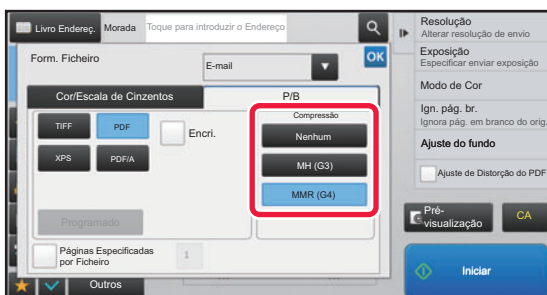 Livro Endereç.
Morada
Toque para introduzir o Endereço
Form. Ficheiro
E-mail
OK
Cor/Escala de Cinzentos
P/B
TIFF
PDF
Encri.
XPS
PDF/A
Compressão
Nenhum
MH (G3)
MMR (G4)
Programado
Páginas Especificadas
por Ficheiro
1
Outros
Resolução
Alterar resolução de envio
Exposição
Especificar enviar exposição
Modo de Cor
Ign. pág. br.
Ignora pág. em branco do orig.
Ajuste do fundo
Ajuste de Distorção do PDF
Pré-
visualização
CA
Iniciar